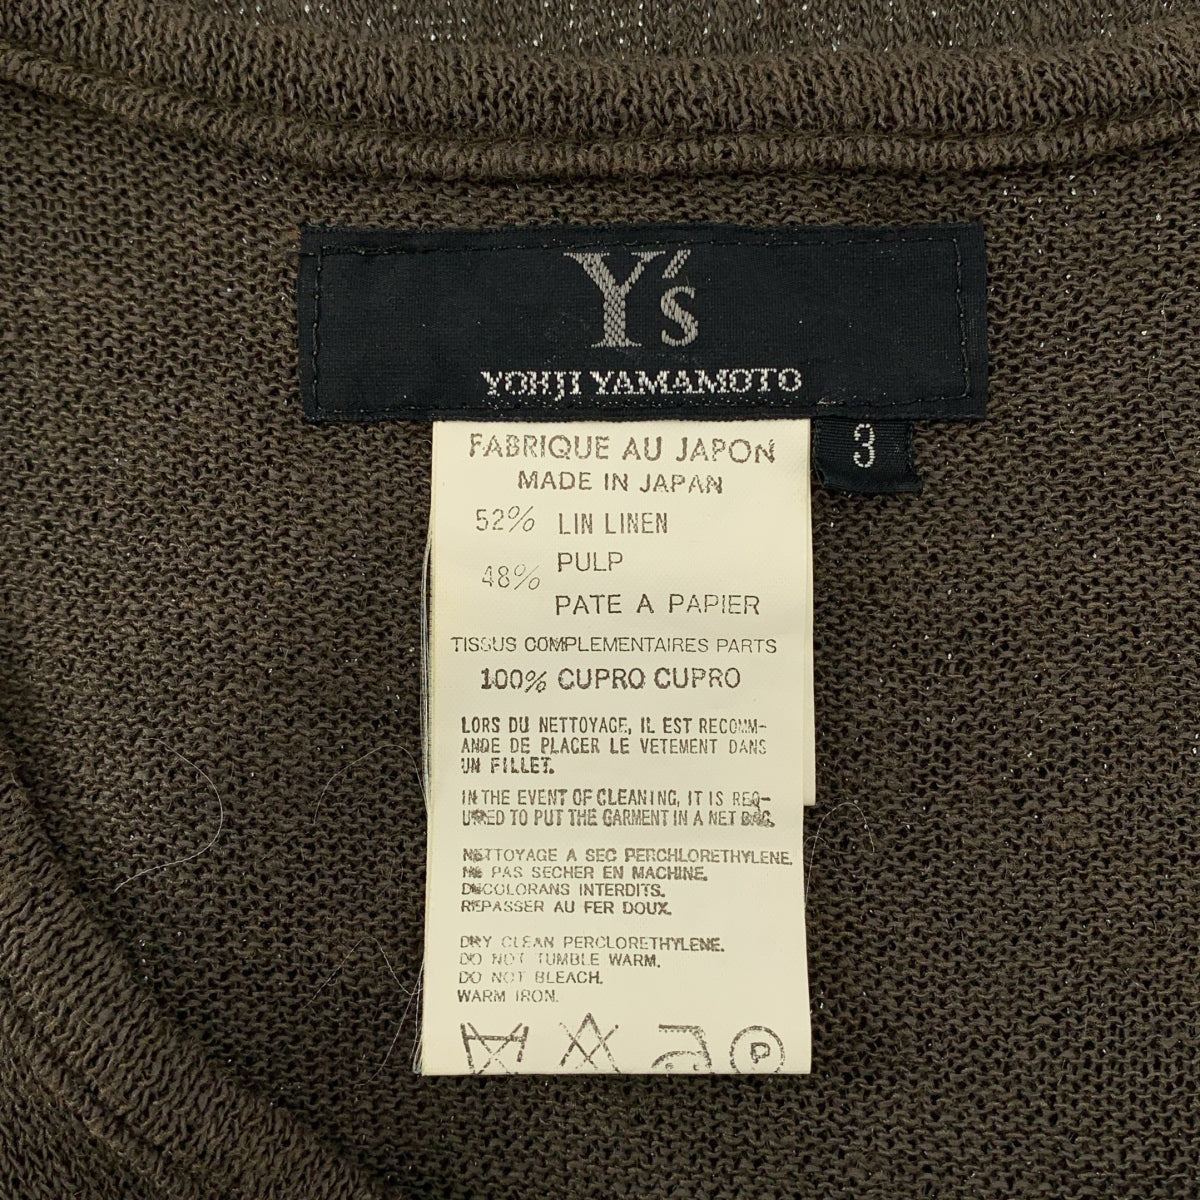 Y's
YOHJI YAMAMOTO
3
FABRIQUE AU JAPON
MADE IN JAPAN
52% LIN LINEN
PULP
48%
PATE A PAPIER
TISSUS COMPLEMENTAIRES PARTS
100% CUPRO CUPRO
LORS DU NETTOYAGE, IL EST RECOMM-
ANDE DE PLACER LE VETEMENT DANS
UN FILLET.
IN THE EVENT OF CLEANING, IT IS REQ-
UIRED TO PUT THE GARMENT IN A NET BAG.
NETTOYAGE A SEC PERCHLORETHYLENE.
NE PAS SECHER EN MACHINE.
DECOLORANS INTERDITS.
REPASSER AU FER DOUX.
DRY CLEAN PERCLORETHYLENE.
DO NOT TUMBLE WARM.
DO NOT BLEACH.
WARM IRON.
P